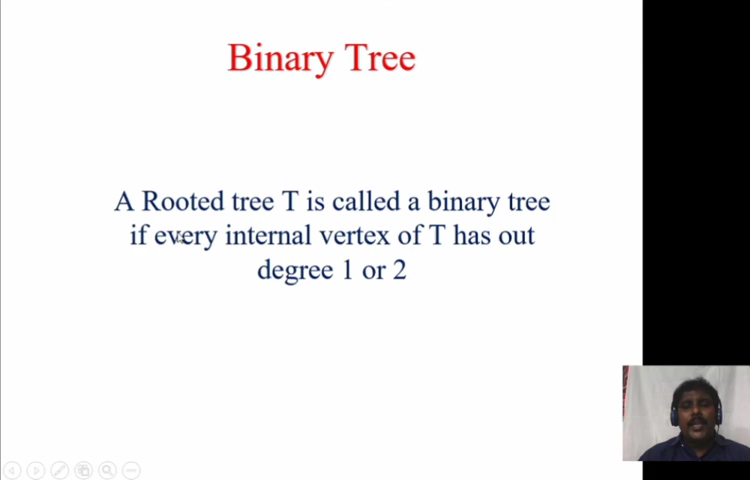 Binary Tree
A Rooted tree T is called a binary tree
if every internal vertex of T has out
degree 1 or 2